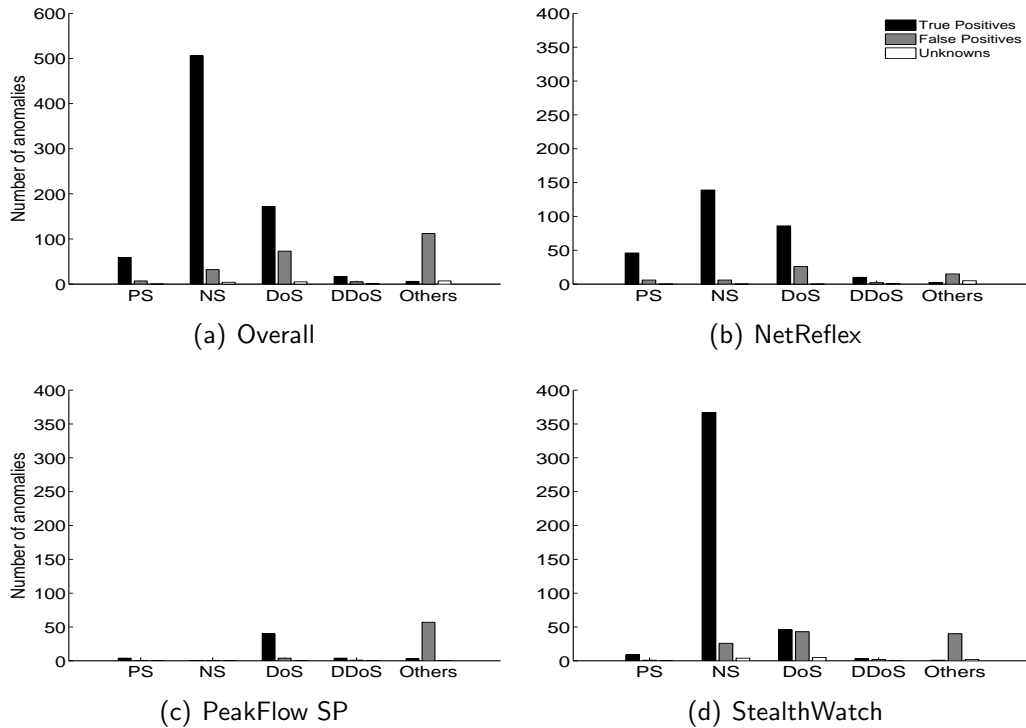 600
500
400
300
200
100
0
Number of anomalies
PS NS DoS DDoS Others
(a) Overall
400
350
300
250
200
150
100
50
0
True Positives
False Positives
Unknowns
PS NS DoS DDoS Others
(b) NetReflex
400
350
300
250
200
150
100
50
0
Number of anomalies
PS NS DoS DDoS Others
(c) PeakFlow SP
400
350
300
250
200
150
100
50
0
PS NS DoS DDoS Others
(d) StealthWatch